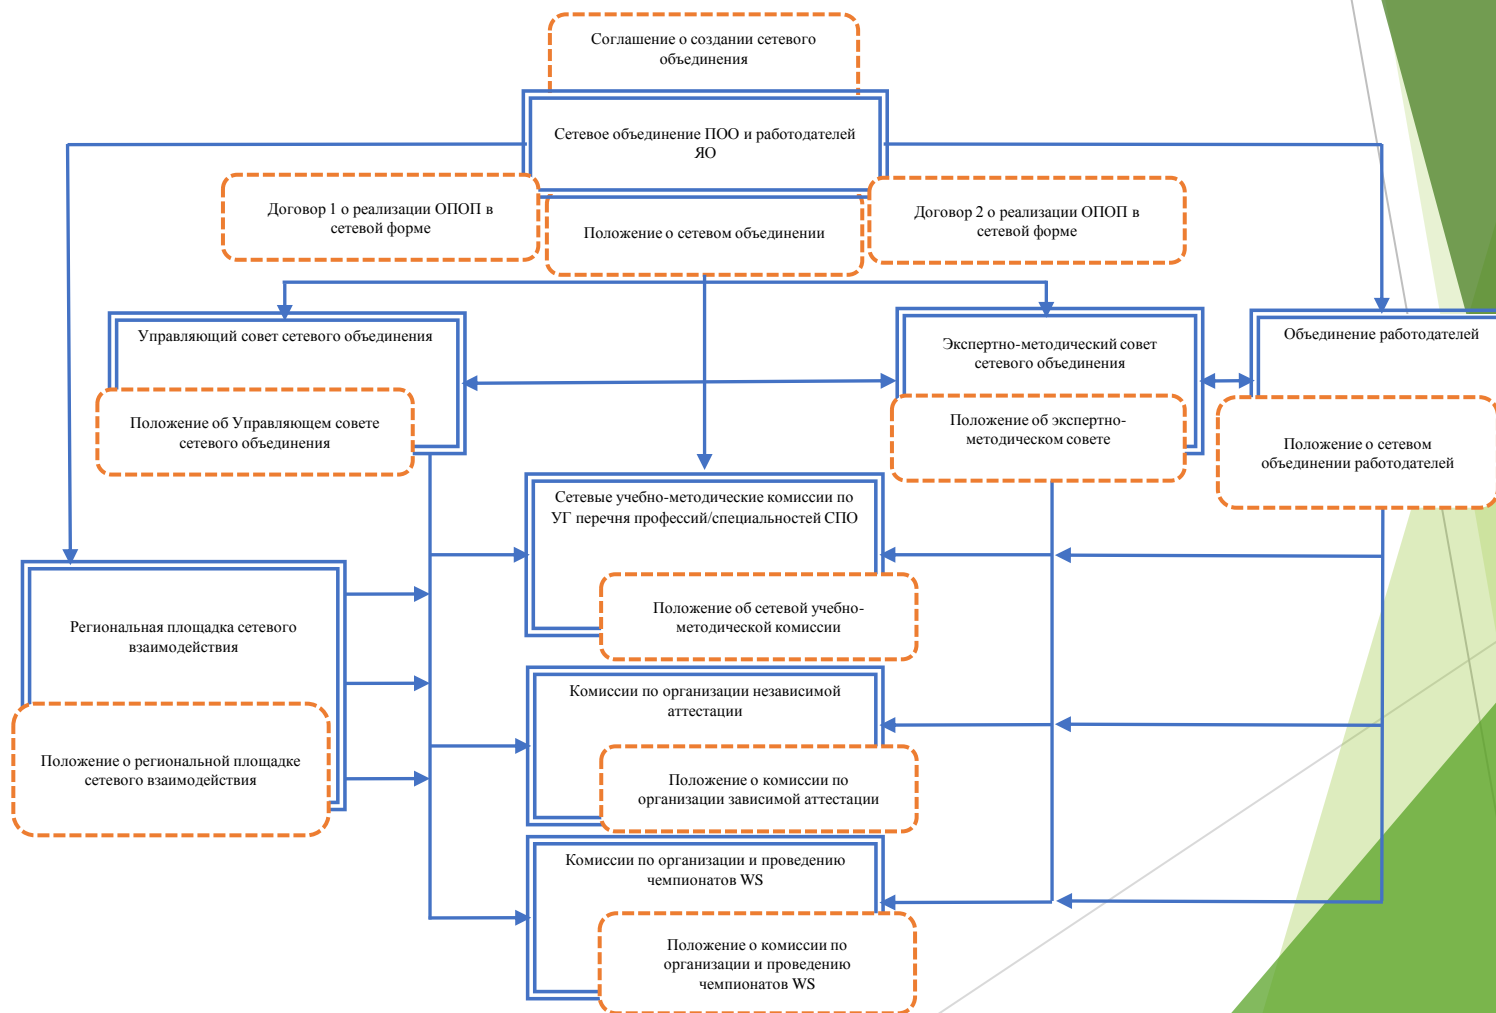 Соглашение о создании сетевого
объединения
Сетевое объединение ПОО и работодателей
ЯО
Договор 1 о реализации ОПОП в
сетевой форме
Положение о сетевом объединении
Договор 2 о реализации ОПОП в
сетевой форме
Управляющий совет сетевого объединения
Положение об Управляющем совете
сетевого объединения
Экспертно-методический совет
сетевого объединения
Положение об экспертно-
методическом совете
Объединение работодателей
Положение о сетевом
объединении работодателей
Сетевые учебно-методические комиссии по
УГ перечня профессий/специальностей СПО
Положение об сетевой учебно-
методической комиссии
Региональная площадка сетевого
взаимодействия
Положение о региональной площадке
сетевого взаимодействия
Комиссии по организации независимой
аттестации
Положение о комиссии по
организации зависимой аттестации
Комиссии по организации и проведению
чемпионатов WS
Положение о комиссии по
организации и проведению
чемпионатов WS